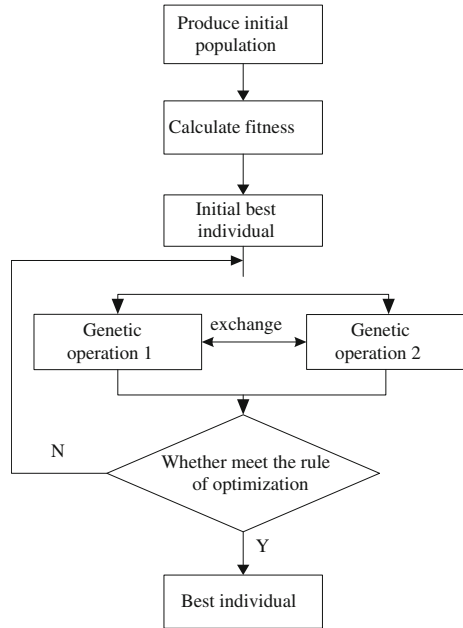 Produce initial
population
Calculate fitness
Initial best
individual
Genetic
operation 1
exchange
Genetic
operation 2
N
Whether meet the rule
of optimization
Y
Best individual